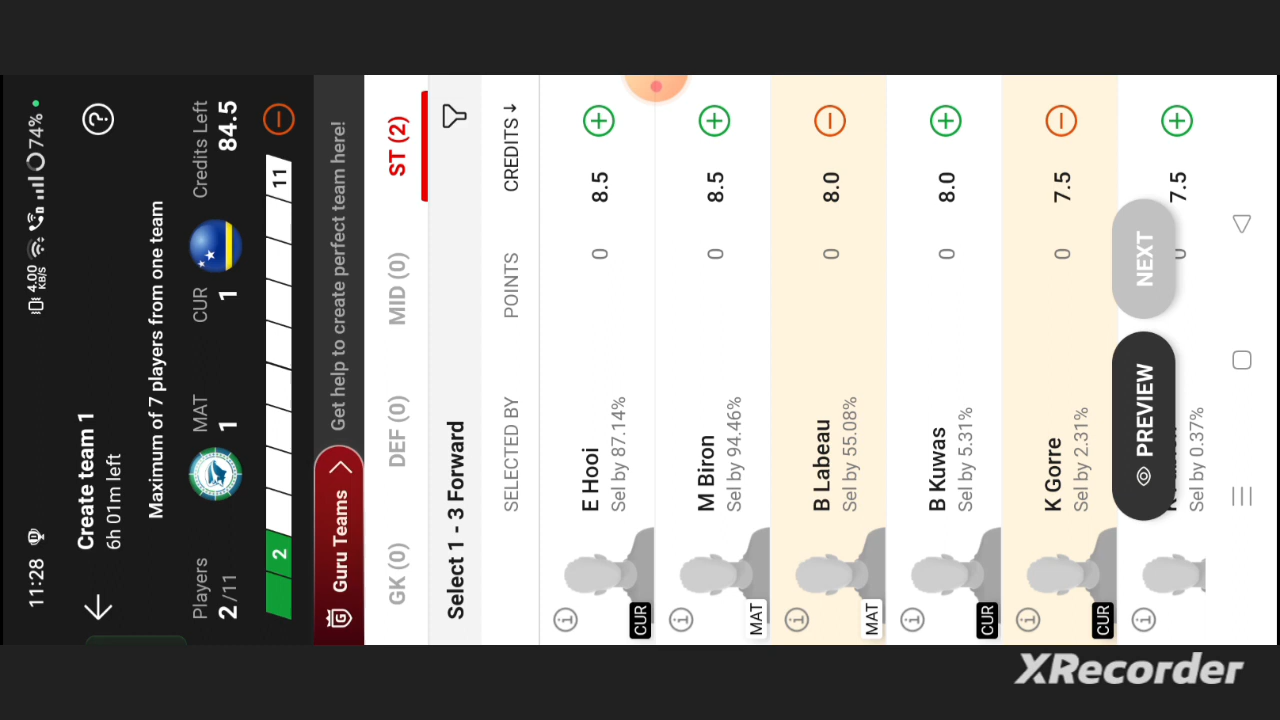 11:28
4.00
KB/S
74%
Create team 1
6h 01m left
?
Maximum of 7 players from one team
Players
2/11
MAT
1
CUR
1
Credits Left
84.5
2
11
Guru Teams
Get help to create perfect team here!
GK (0)
DEF (0)
MID (0)
ST (2)
Select 1 - 3 Forward
SELECTED BY
POINTS
CREDITS ↓
CUR
E Hooi
Sel by 87.14%
0
8.5
MAT
M Biron
Sel by 94.46%
0
8.5
MAT
B Labeau
Sel by 55.08%
0
8.0
CUR
B Kuwas
Sel by 5.31%
0
8.0
CUR
K Gorre
Sel by 2.31%
0
7.5
Sel by 0.37%
0
7.5
PREVIEW
NEXT
XRecorder